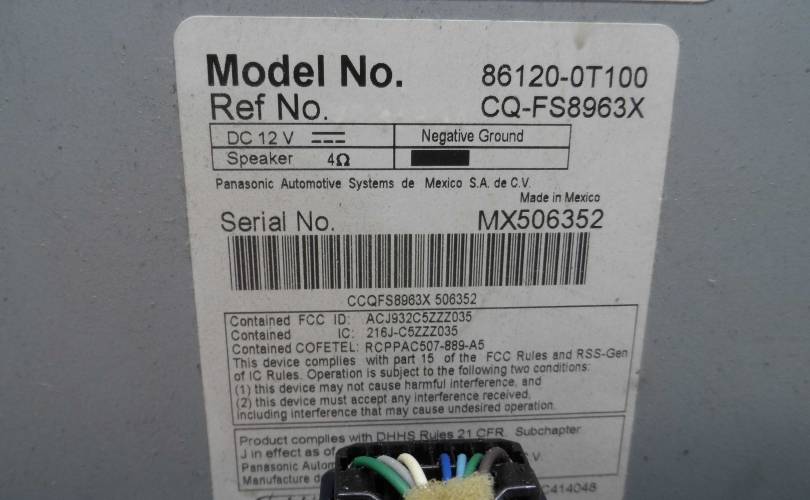 Model No. 86120-0T100
Ref No. CQ-FS8963X
DC 12 V Negative Ground
Speaker 4Ω
Panasonic Automotive Systems de Mexico S.A. de C.V.
Made in Mexico
Serial No. MX506352
CCQFS8963X 506352
Contained FCC ID: ACJ932C5ZZZ035
Contained IC: 216J-C5ZZZ035
Contained COFETEL: RCPPAC507-889-A5
This device complies with part 15 of the FCC Rules and RSS-Gen
of IC Rules. Operation is subject to the following two conditions:
(1) this device may not cause harmful interference, and
(2) this device must accept any interference received,
including interference that may cause undesired operation.
Product complies with DHHS Rules 21 CFR, Subchapter
J in effect as of
Panasonic Autom V.
Manufacture d
C414048